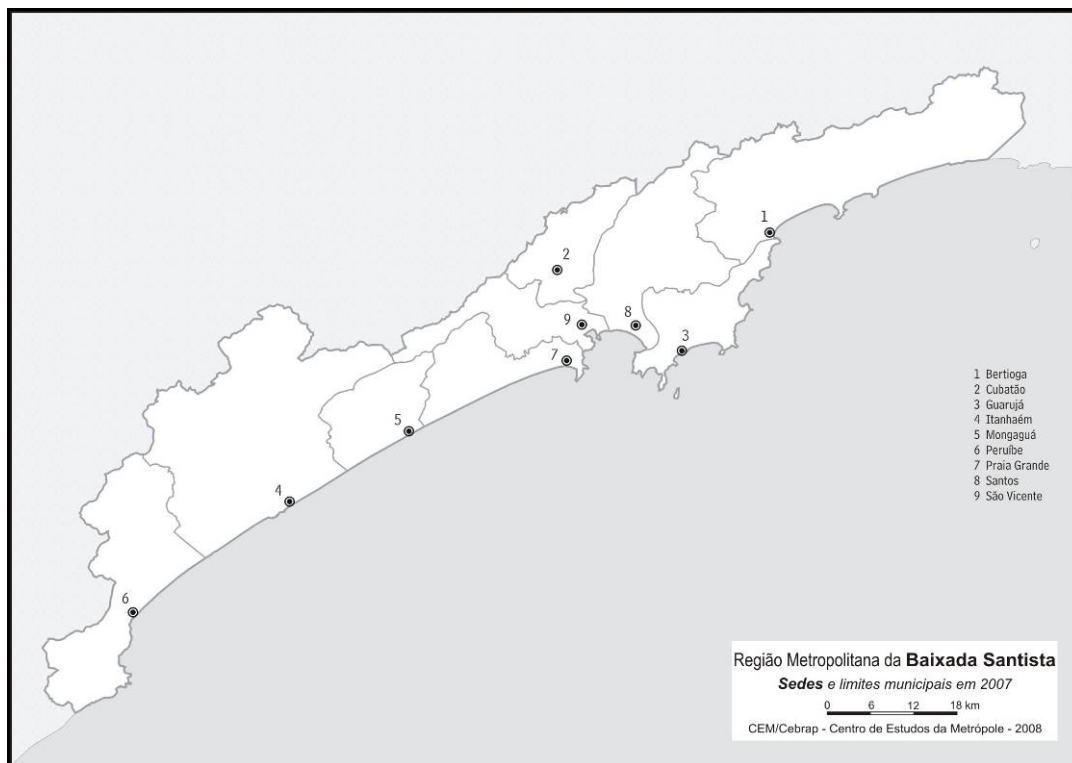 1
2
9
8
3
7
5
4
6
1 Bertioga
2 Cubatão
3 Guarujá
4 Itanhaém
5 Mongaguá
6 Peruíbe
7 Praia Grande
8 Santos
9 São Vicente
Região Metropolitana da Baixada Santista
Sedes e limites municipais em 2007
0 6 12 18 km
CEM/Cebrap - Centro de Estudos da Metrópole - 2008